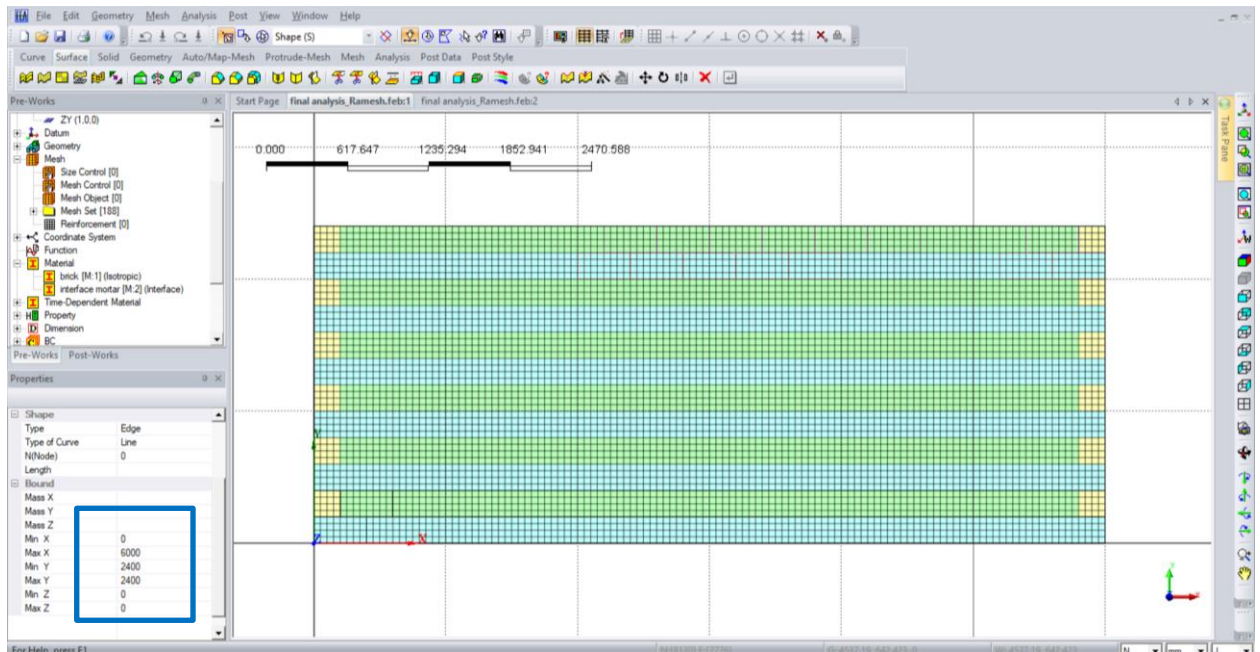 File Edit Geometry Mesh Analysis Post View Window Help
Shape (S)
Curve Surface Solid Geometry Auto/Map-Mesh Protrude-Mesh Mesh Analysis Post Data Post Style
Pre-Works
Start Page final analysis_Ramesh.feb:1 final analysis_Ramesh.feb:2
Task Pane
ZY (1,0,0)
Datum
Geometry
Mesh
Size Control [0]
Mesh Control [0]
Mesh Object [0]
Mesh Set [188]
Reinforcement [0]
Coordinate System
Function
Material
brick [M:1] (Isotropic)
interface mortar [M:2] (Interface)
Time-Dependent Material
Property
Dimension
BC
Pre-Works Post-Works
0.000 617.647 1235.294 1852.941 2470.588
Y
Z X
Properties
Shape
Type Edge
Type of Curve Line
N(Node) 0
Length
Bound
Mass X
Mass Y
Mass Z
Min X 0
Max X 6000
Min Y 2400
Max Y 2400
Min Z 0
Max Z 0
For Help, press F1
N mm J